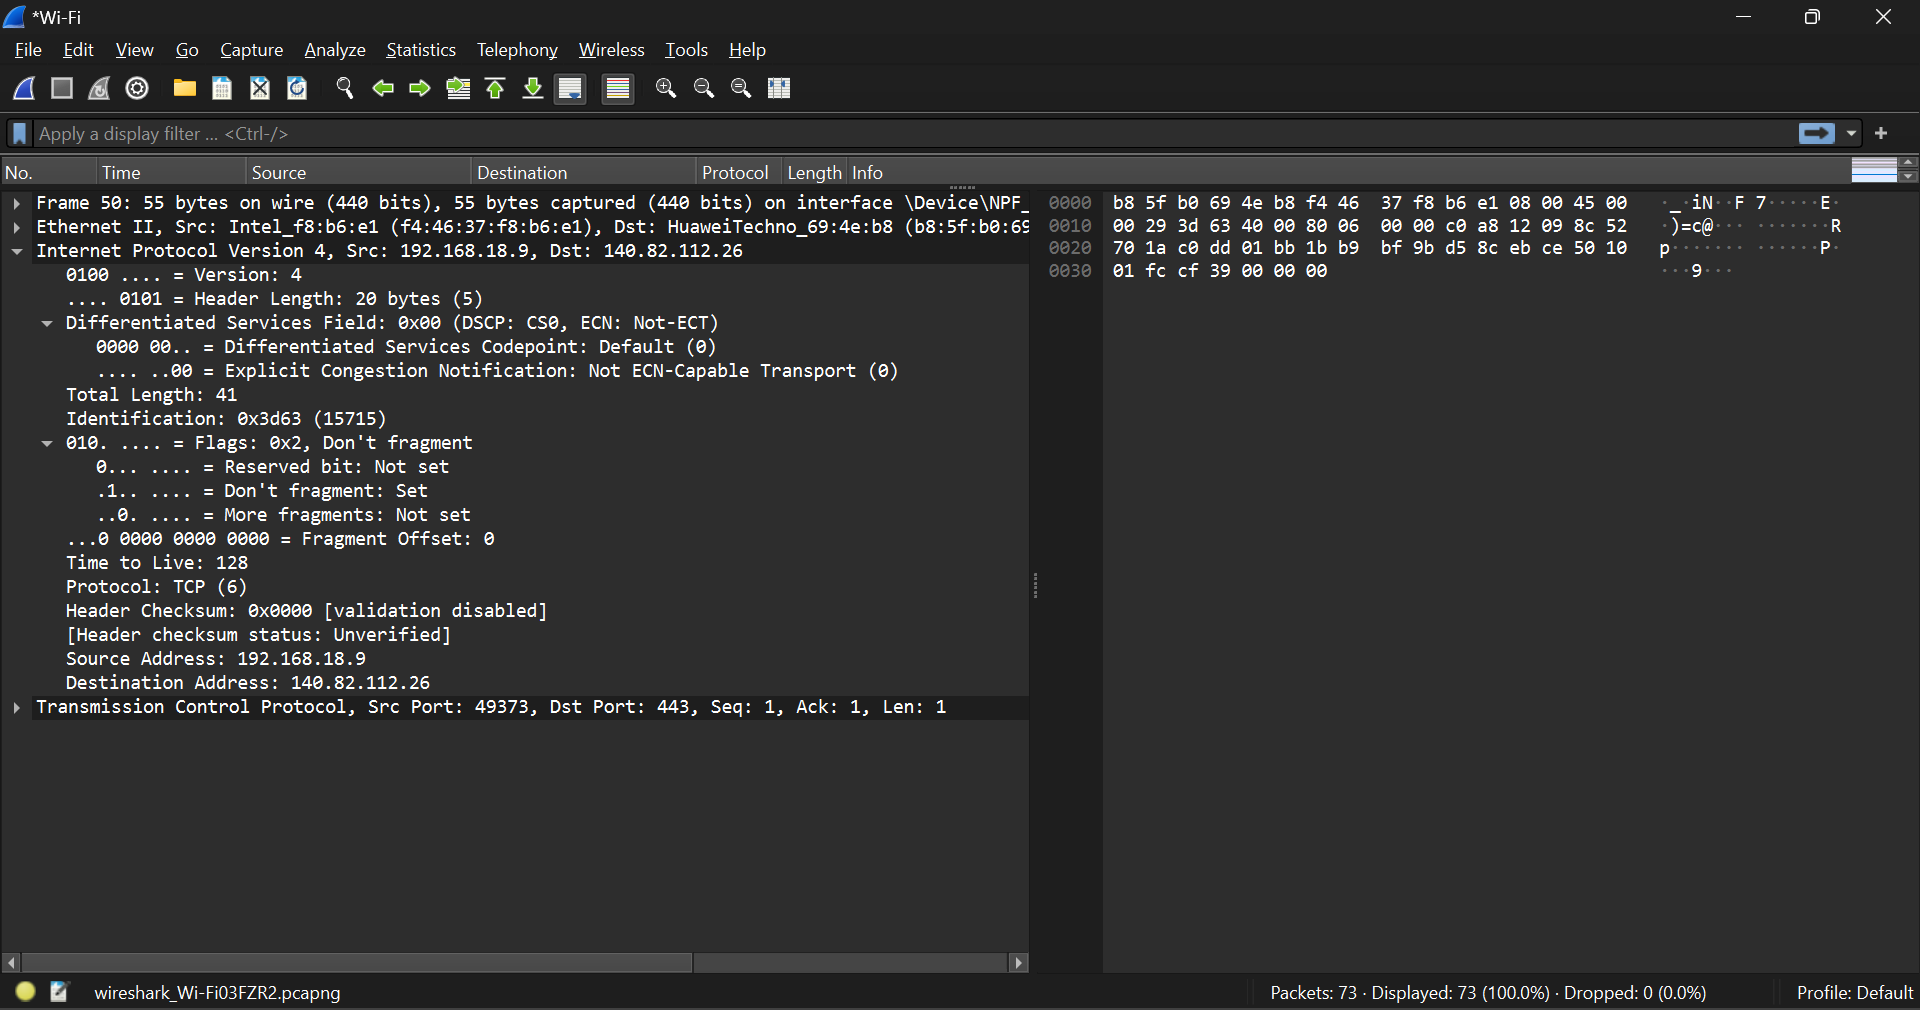 *Wi-Fi
File Edit View Go Capture Analyze Statistics Telephony Wireless Tools Help
Apply a display filter ... <Ctrl-/>
No. Time Source Destination Protocol Length Info
Frame 50: 55 bytes on wire (440 bits), 55 bytes captured (440 bits) on interface \Device\NPF_
Ethernet II, Src: Intel_f8:b6:e1 (f4:46:37:f8:b6:e1), Dst: HuaweiTechno_69:4e:b8 (b8:5f:b0:69
Internet Protocol Version 4, Src: 192.168.18.9, Dst: 140.82.112.26
0100 .... = Version: 4
.... 0101 = Header Length: 20 bytes (5)
Differentiated Services Field: 0x00 (DSCP: CS0, ECN: Not-ECT)
0000 00.. = Differentiated Services Codepoint: Default (0)
.... ..00 = Explicit Congestion Notification: Not ECN-Capable Transport (0)
Total Length: 41
Identification: 0x3d63 (15715)
010. .... = Flags: 0x2, Don't fragment
0... .... = Reserved bit: Not set
.1.. .... = Don't fragment: Set
..0. .... = More fragments: Not set
...0 0000 0000 0000 = Fragment Offset: 0
Time to Live: 128
Protocol: TCP (6)
Header Checksum: 0x0000 [validation disabled]
[Header checksum status: Unverified]
Source Address: 192.168.18.9
Destination Address: 140.82.112.26
Transmission Control Protocol, Src Port: 49373, Dst Port: 443, Seq: 1, Ack: 1, Len: 1
0000 b8 5f b0 69 4e b8 f4 46 37 f8 b6 e1 08 00 45 00 ·_·iN··F 7·····E·
0010 00 29 3d 63 40 00 80 06 00 00 c0 a8 12 09 8c 52 ·)=c@··· ·······R
0020 70 1a c0 dd 01 bb 1b b9 bf 9b d5 8c eb ce 50 10 p······· ······P·
0030 01 fc cf 39 00 00 00 ···9···
wireshark_Wi-Fi03FZR2.pcapng
Packets: 73 · Displayed: 73 (100.0%) · Dropped: 0 (0.0%)
Profile: Default